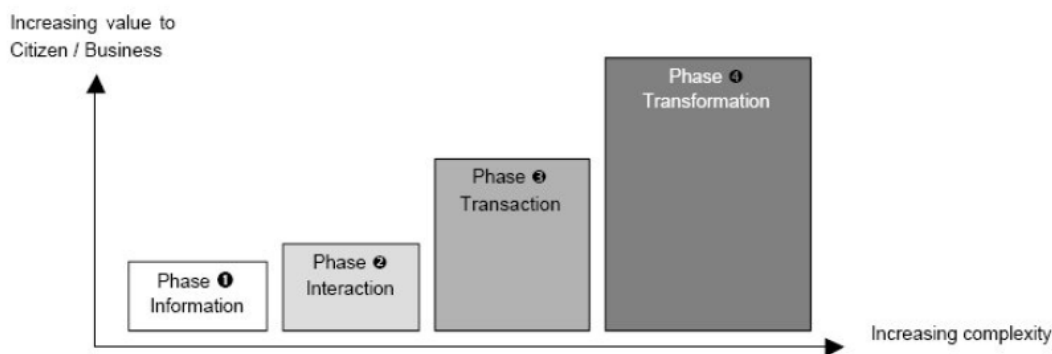 Increasing value to
Citizen / Business
Phase ❶
Information
Phase ❷
Interaction
Phase ❸
Transaction
Phase ❹
Transformation
Increasing complexity